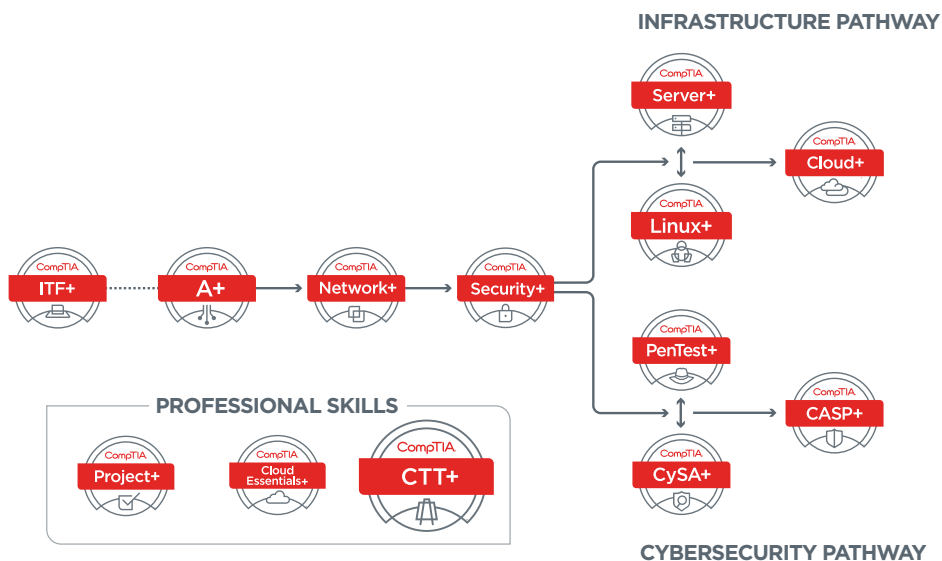 INFRASTRUCTURE PATHWAY
CompTIA
Server+
CompTIA
Cloud+
CompTIA
Linux+
CompTIA
ITF+
CompTIA
A+
CompTIA
Network+
CompTIA
Security+
CompTIA
PenTest+
CompTIA
CASP+
CompTIA
CySA+
PROFESSIONAL SKILLS
CompTIA
Project+
CompTIA
Cloud
Essentials+
CompTIA
CTT+
CYBERSECURITY PATHWAY